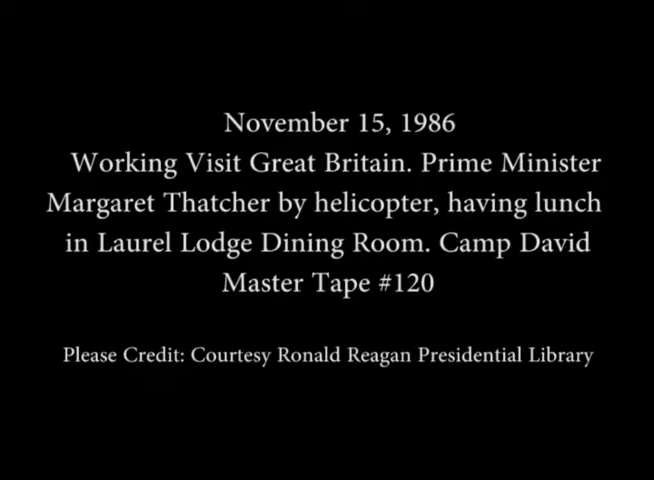 November 15, 1986
Working Visit Great Britain. Prime Minister
Margaret Thatcher by helicopter, having lunch
in Laurel Lodge Dining Room. Camp David
Master Tape #120
Please Credit: Courtesy Ronald Reagan Presidential Library